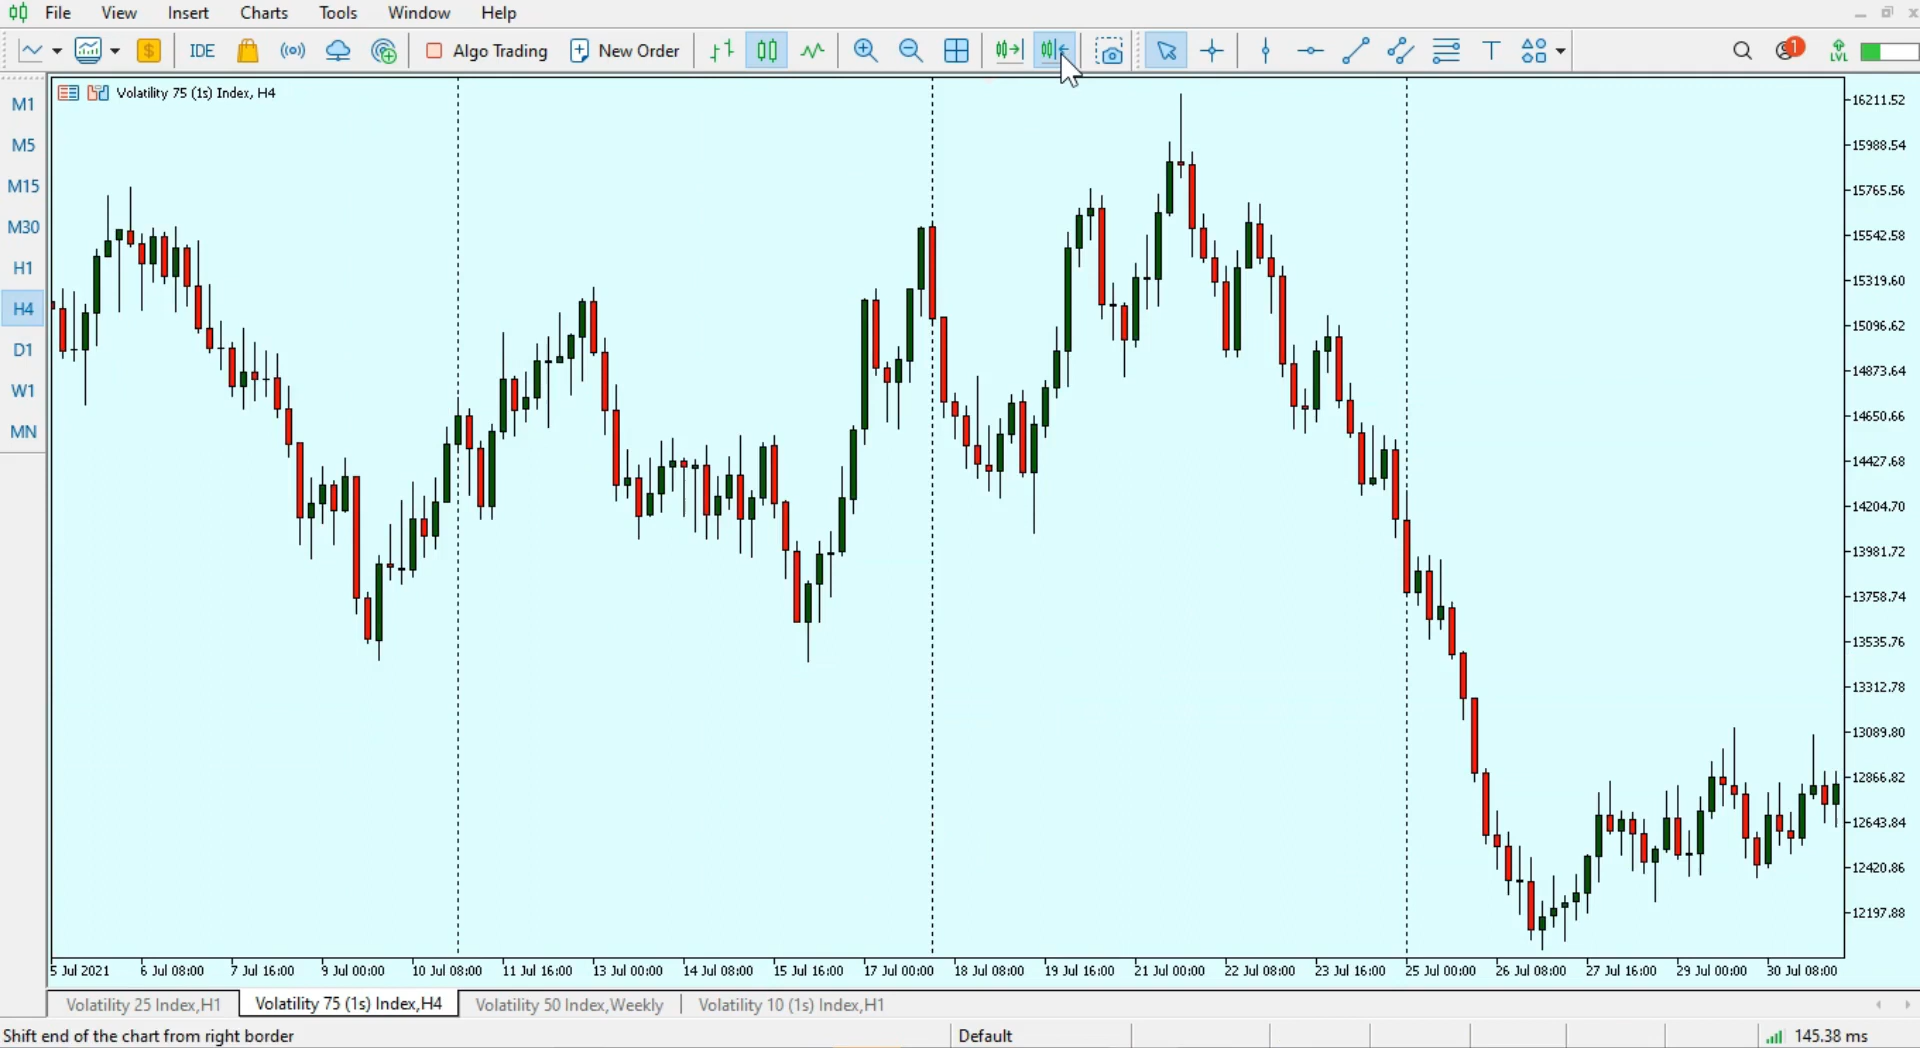 File View Insert Charts Tools Window Help
IDE Algo Trading New Order T 1 LVL
Volatility 75 (1s) Index, H4
M1
M5
M15
M30
H1
H4
D1
W1
MN
16211.52
15988.54
15765.56
15542.58
15319.60
15096.62
14873.64
14650.66
14427.68
14204.70
13981.72
13758.74
13535.76
13312.78
13089.80
12866.82
12643.84
12420.86
12197.88
5 Jul 2021 6 Jul 08:00 7 Jul 16:00 9 Jul 00:00 10 Jul 08:00 11 Jul 16:00 13 Jul 00:00 14 Jul 08:00 15 Jul 16:00 17 Jul 00:00 18 Jul 08:00 19 Jul 16:00 21 Jul 00:00 22 Jul 08:00 23 Jul 16:00 25 Jul 00:00 26 Jul 08:00 27 Jul 16:00 29 Jul 00:00 30 Jul 08:00
Volatility 25 Index,H1 Volatility 75 (1s) Index,H4 Volatility 50 Index,Weekly Volatility 10 (1s) Index,H1
Shift end of the chart from right border Default 145.38 ms